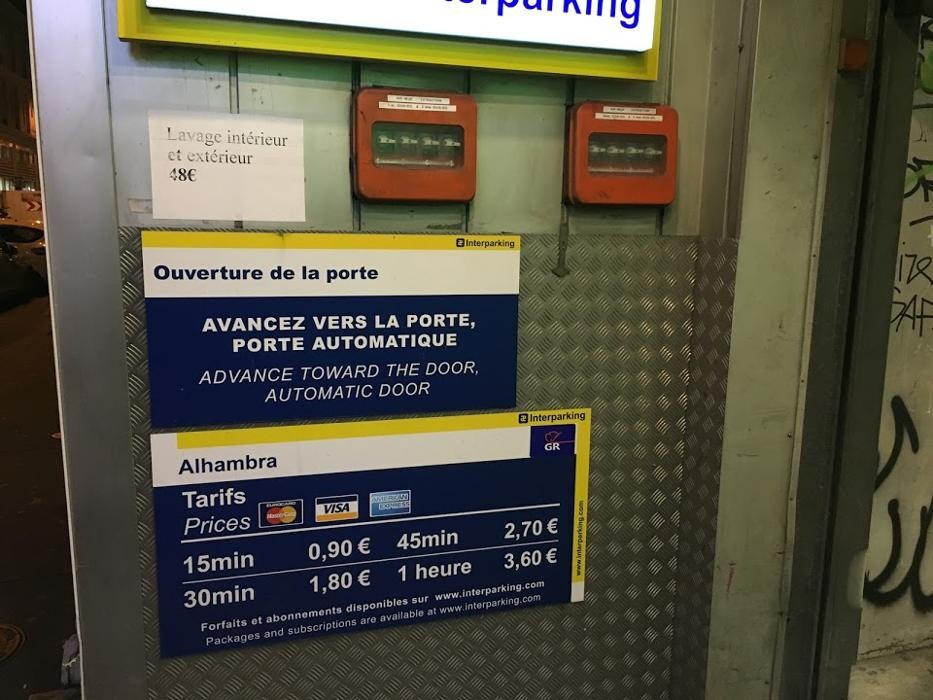 Interparking
Lavage intérieur
et extérieur
48€
Interparking
Ouverture de la porte
AVANCEZ VERS LA PORTE,
PORTE AUTOMATIQUE
ADVANCE TOWARD THE DOOR,
AUTOMATIC DOOR
Interparking
Alhambra
GR
Tarifs
Prices
MasterCard
VISA
AMERICAN
EXPRESS
15min 0,90 € 45min 2,70 €
30min 1,80 € 1 heure 3,60 €
Forfaits et abonnements disponibles sur www.interparking.com
Packages and subscriptions are available at www.interparking.com
www.interparking.com